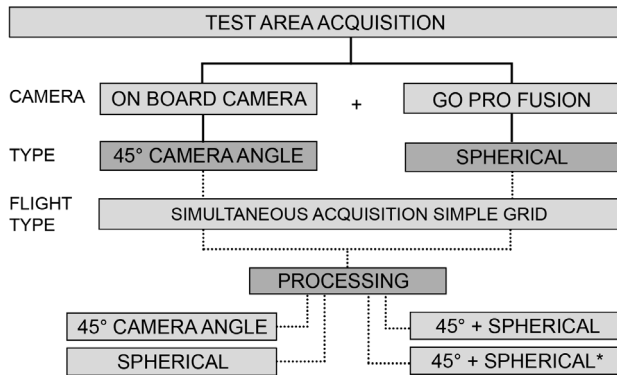 TEST AREA ACQUISITION
CAMERA
ON BOARD CAMERA
+
GO PRO FUSION
TYPE
45° CAMERA ANGLE
SPHERICAL
FLIGHT
TYPE
SIMULTANEOUS ACQUISITION SIMPLE GRID
PROCESSING
45° CAMERA ANGLE
45° + SPHERICAL
SPHERICAL
45° + SPHERICAL*